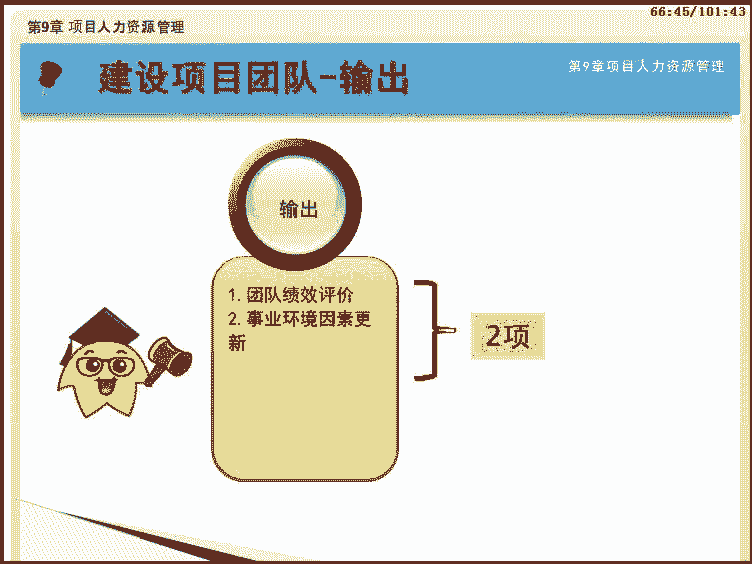 66:45/101:43
第9章 项目人力资源管理
建设项目团队-输出
第9章项目人力资源管理
输出
1. 团队绩效评价
2. 事业环境因素更
新
2项